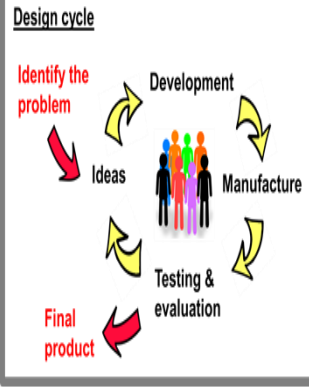 Design cycle
Identify the
problem
Development
Ideas
Manufacture
Testing &
evaluation
Final
product